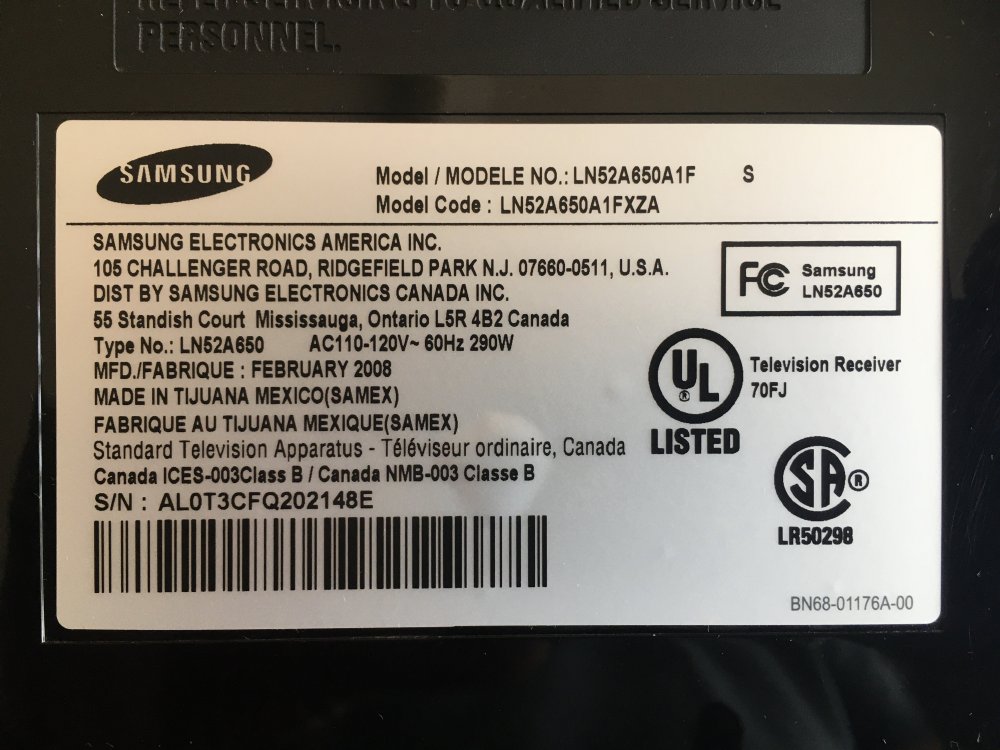 SERVICE
PERSONNEL.
SAMSUNG
Model / MODELE NO.: LN52A650A1F S
Model Code : LN52A650A1FXZA
SAMSUNG ELECTRONICS AMERICA INC.
105 CHALLENGER ROAD, RIDGEFIELD PARK N.J. 07660-0511, U.S.A.
DIST BY SAMSUNG ELECTRONICS CANADA INC.
55 Standish Court Mississauga, Ontario L5R 4B2 Canada
Type No.: LN52A650 AC110-120V~ 60Hz 290W
MFD./FABRIQUE : FEBRUARY 2008
MADE IN TIJUANA MEXICO(SAMEX)
FABRIQUE AU TIJUANA MEXIQUE(SAMEX)
Standard Television Apparatus - Téléviseur ordinaire, Canada
Canada ICES-003Class B / Canada NMB-003 Classe B
S/N : AL0T3CFQ202148E
FC Samsung
LN52A650
UL ®
LISTED
Television Receiver
70FJ
SA ®
LR50298
BN68-01176A-00